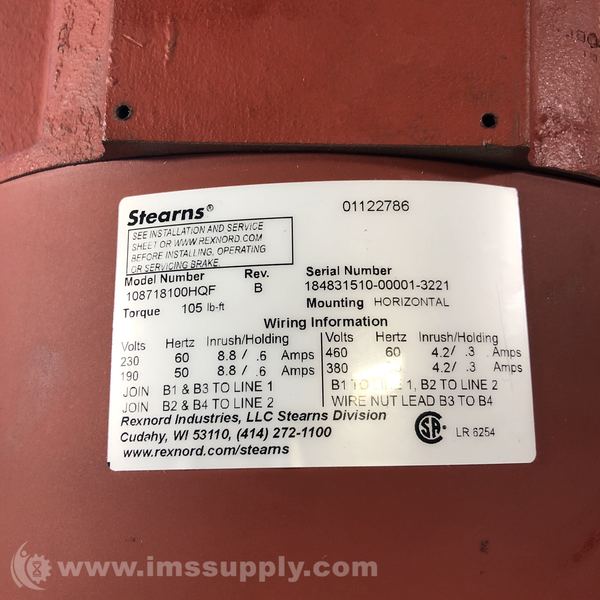 Stearns®
01122786
SEE INSTALLATION AND SERVICE
SHEET OR WWW.REXNORD.COM
BEFORE INSTALLING, OPERATING
OR SERVICING BRAKE.
Model Number Rev. Serial Number
108718100HQF B 184831510-00001-3221
Torque 105 lb-ft Mounting HORIZONTAL
Wiring Information
Volts Hertz Inrush/Holding Volts Hertz Inrush/Holding
230 60 8.8/ .6 Amps 460 60 4.2/ .3 Amps
190 50 8.8/ .6 Amps 380 4.2/ .3 Amps
JOIN B1 & B3 TO LINE 1 B1 TO LINE 1, B2 TO LINE 2
JOIN B2 & B4 TO LINE 2 WIRE NUT LEAD B3 TO B4
Rexnord Industries, LLC Stearns Division
Cudahy, WI 53110, (414) 272-1100
www.rexnord.com/stearns
LR 6254
www.imssupply.com/